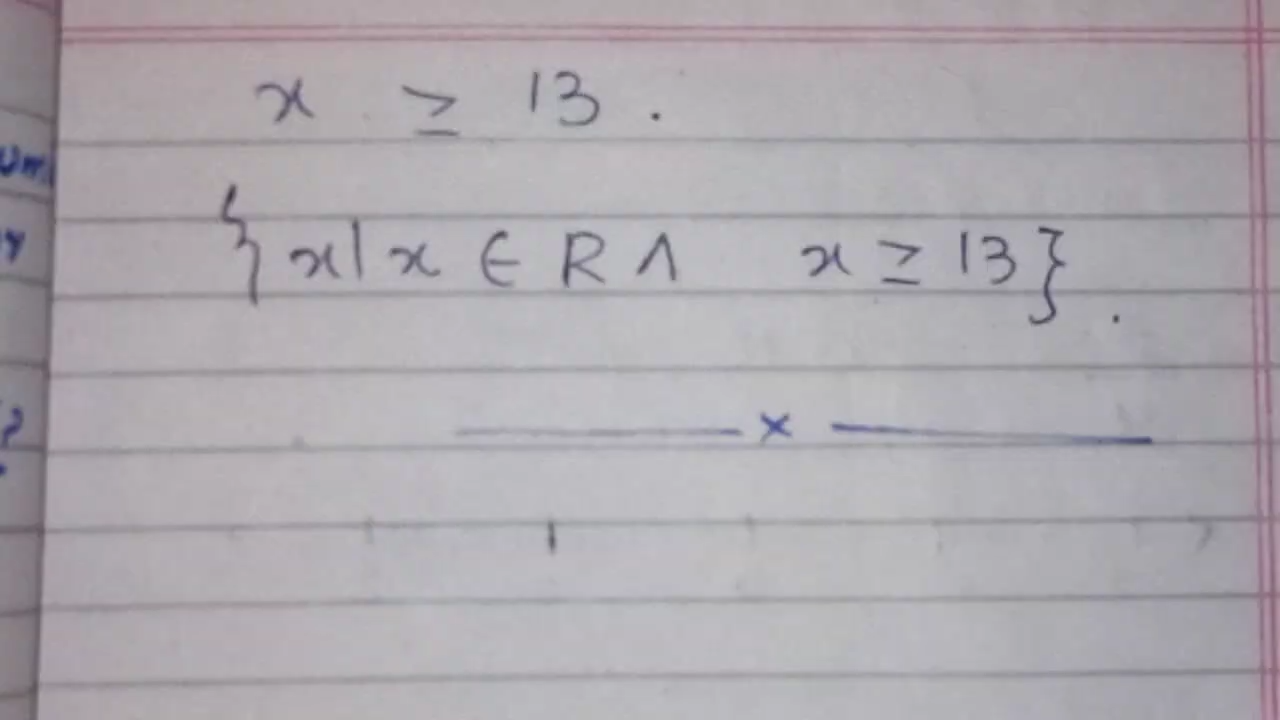 x ≥ 13 .
{ x | x ∈ R ∧ x ≥ 13 } .